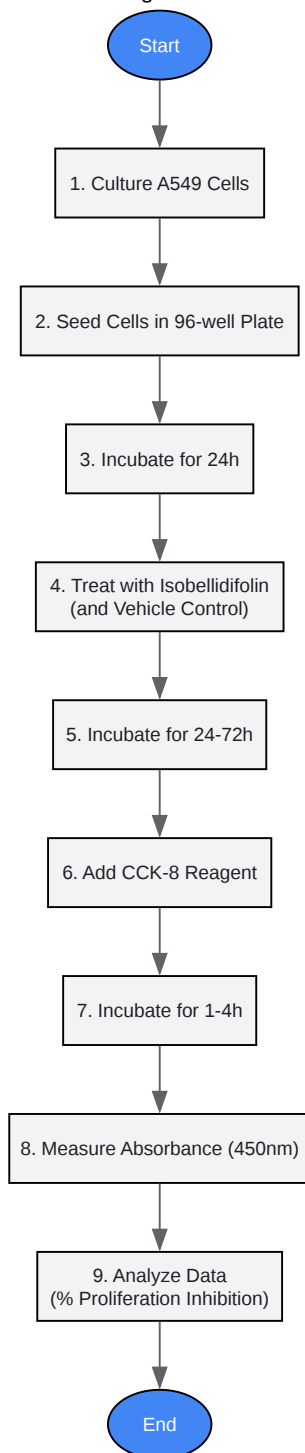 Start
1. Culture A549 Cells
2. Seed Cells in 96-well Plate
3. Incubate for 24h
4. Treat with Isobellidifolin
(and Vehicle Control)
5. Incubate for 24-72h
6. Add CCK-8 Reagent
7. Incubate for 1-4h
8. Measure Absorbance (450nm)
9. Analyze Data
(% Proliferation Inhibition)
End